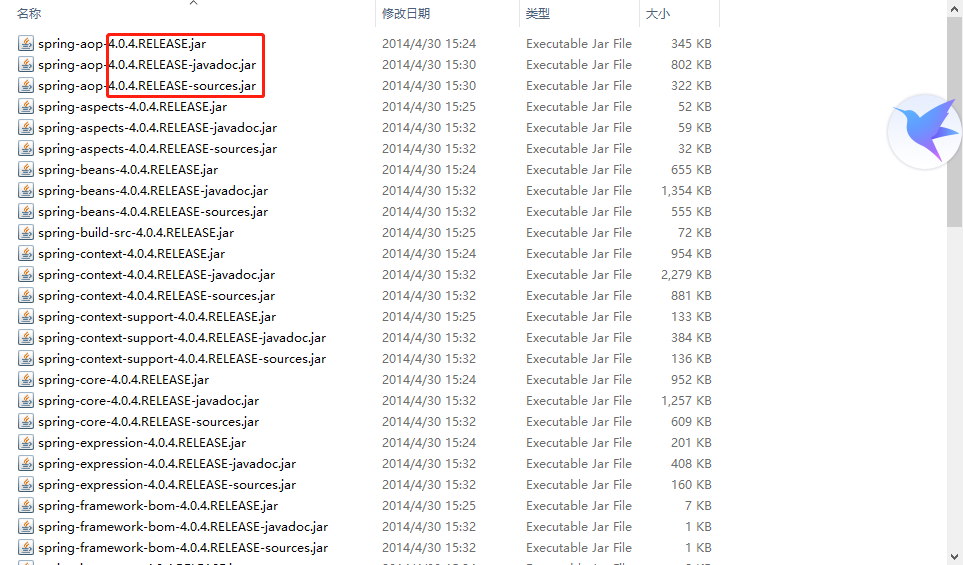 名称 修改日期 类型 大小
spring-aop-4.0.4.RELEASE.jar 2014/4/30 15:24 Executable Jar File 345 KB
spring-aop-4.0.4.RELEASE-javadoc.jar 2014/4/30 15:30 Executable Jar File 802 KB
spring-aop-4.0.4.RELEASE-sources.jar 2014/4/30 15:30 Executable Jar File 322 KB
spring-aspects-4.0.4.RELEASE.jar 2014/4/30 15:25 Executable Jar File 52 KB
spring-aspects-4.0.4.RELEASE-javadoc.jar 2014/4/30 15:32 Executable Jar File 59 KB
spring-aspects-4.0.4.RELEASE-sources.jar 2014/4/30 15:32 Executable Jar File 32 KB
spring-beans-4.0.4.RELEASE.jar 2014/4/30 15:24 Executable Jar File 655 KB
spring-beans-4.0.4.RELEASE-javadoc.jar 2014/4/30 15:32 Executable Jar File 1,354 KB
spring-beans-4.0.4.RELEASE-sources.jar 2014/4/30 15:32 Executable Jar File 555 KB
spring-build-src-4.0.4.RELEASE.jar 2014/4/30 15:25 Executable Jar File 72 KB
spring-context-4.0.4.RELEASE.jar 2014/4/30 15:24 Executable Jar File 954 KB
spring-context-4.0.4.RELEASE-javadoc.jar 2014/4/30 15:32 Executable Jar File 2,279 KB
spring-context-4.0.4.RELEASE-sources.jar 2014/4/30 15:32 Executable Jar File 881 KB
spring-context-support-4.0.4.RELEASE.jar 2014/4/30 15:25 Executable Jar File 133 KB
spring-context-support-4.0.4.RELEASE-javadoc.jar 2014/4/30 15:32 Executable Jar File 384 KB
spring-context-support-4.0.4.RELEASE-sources.jar 2014/4/30 15:32 Executable Jar File 136 KB
spring-core-4.0.4.RELEASE.jar 2014/4/30 15:24 Executable Jar File 952 KB
spring-core-4.0.4.RELEASE-javadoc.jar 2014/4/30 15:32 Executable Jar File 1,257 KB
spring-core-4.0.4.RELEASE-sources.jar 2014/4/30 15:32 Executable Jar File 609 KB
spring-expression-4.0.4.RELEASE.jar 2014/4/30 15:24 Executable Jar File 201 KB
spring-expression-4.0.4.RELEASE-javadoc.jar 2014/4/30 15:32 Executable Jar File 408 KB
spring-expression-4.0.4.RELEASE-sources.jar 2014/4/30 15:32 Executable Jar File 160 KB
spring-framework-bom-4.0.4.RELEASE.jar 2014/4/30 15:25 Executable Jar File 7 KB
spring-framework-bom-4.0.4.RELEASE-javadoc.jar 2014/4/30 15:32 Executable Jar File 1 KB
spring-framework-bom-4.0.4.RELEASE-sources.jar 2014/4/30 15:32 Executable Jar File 1 KB